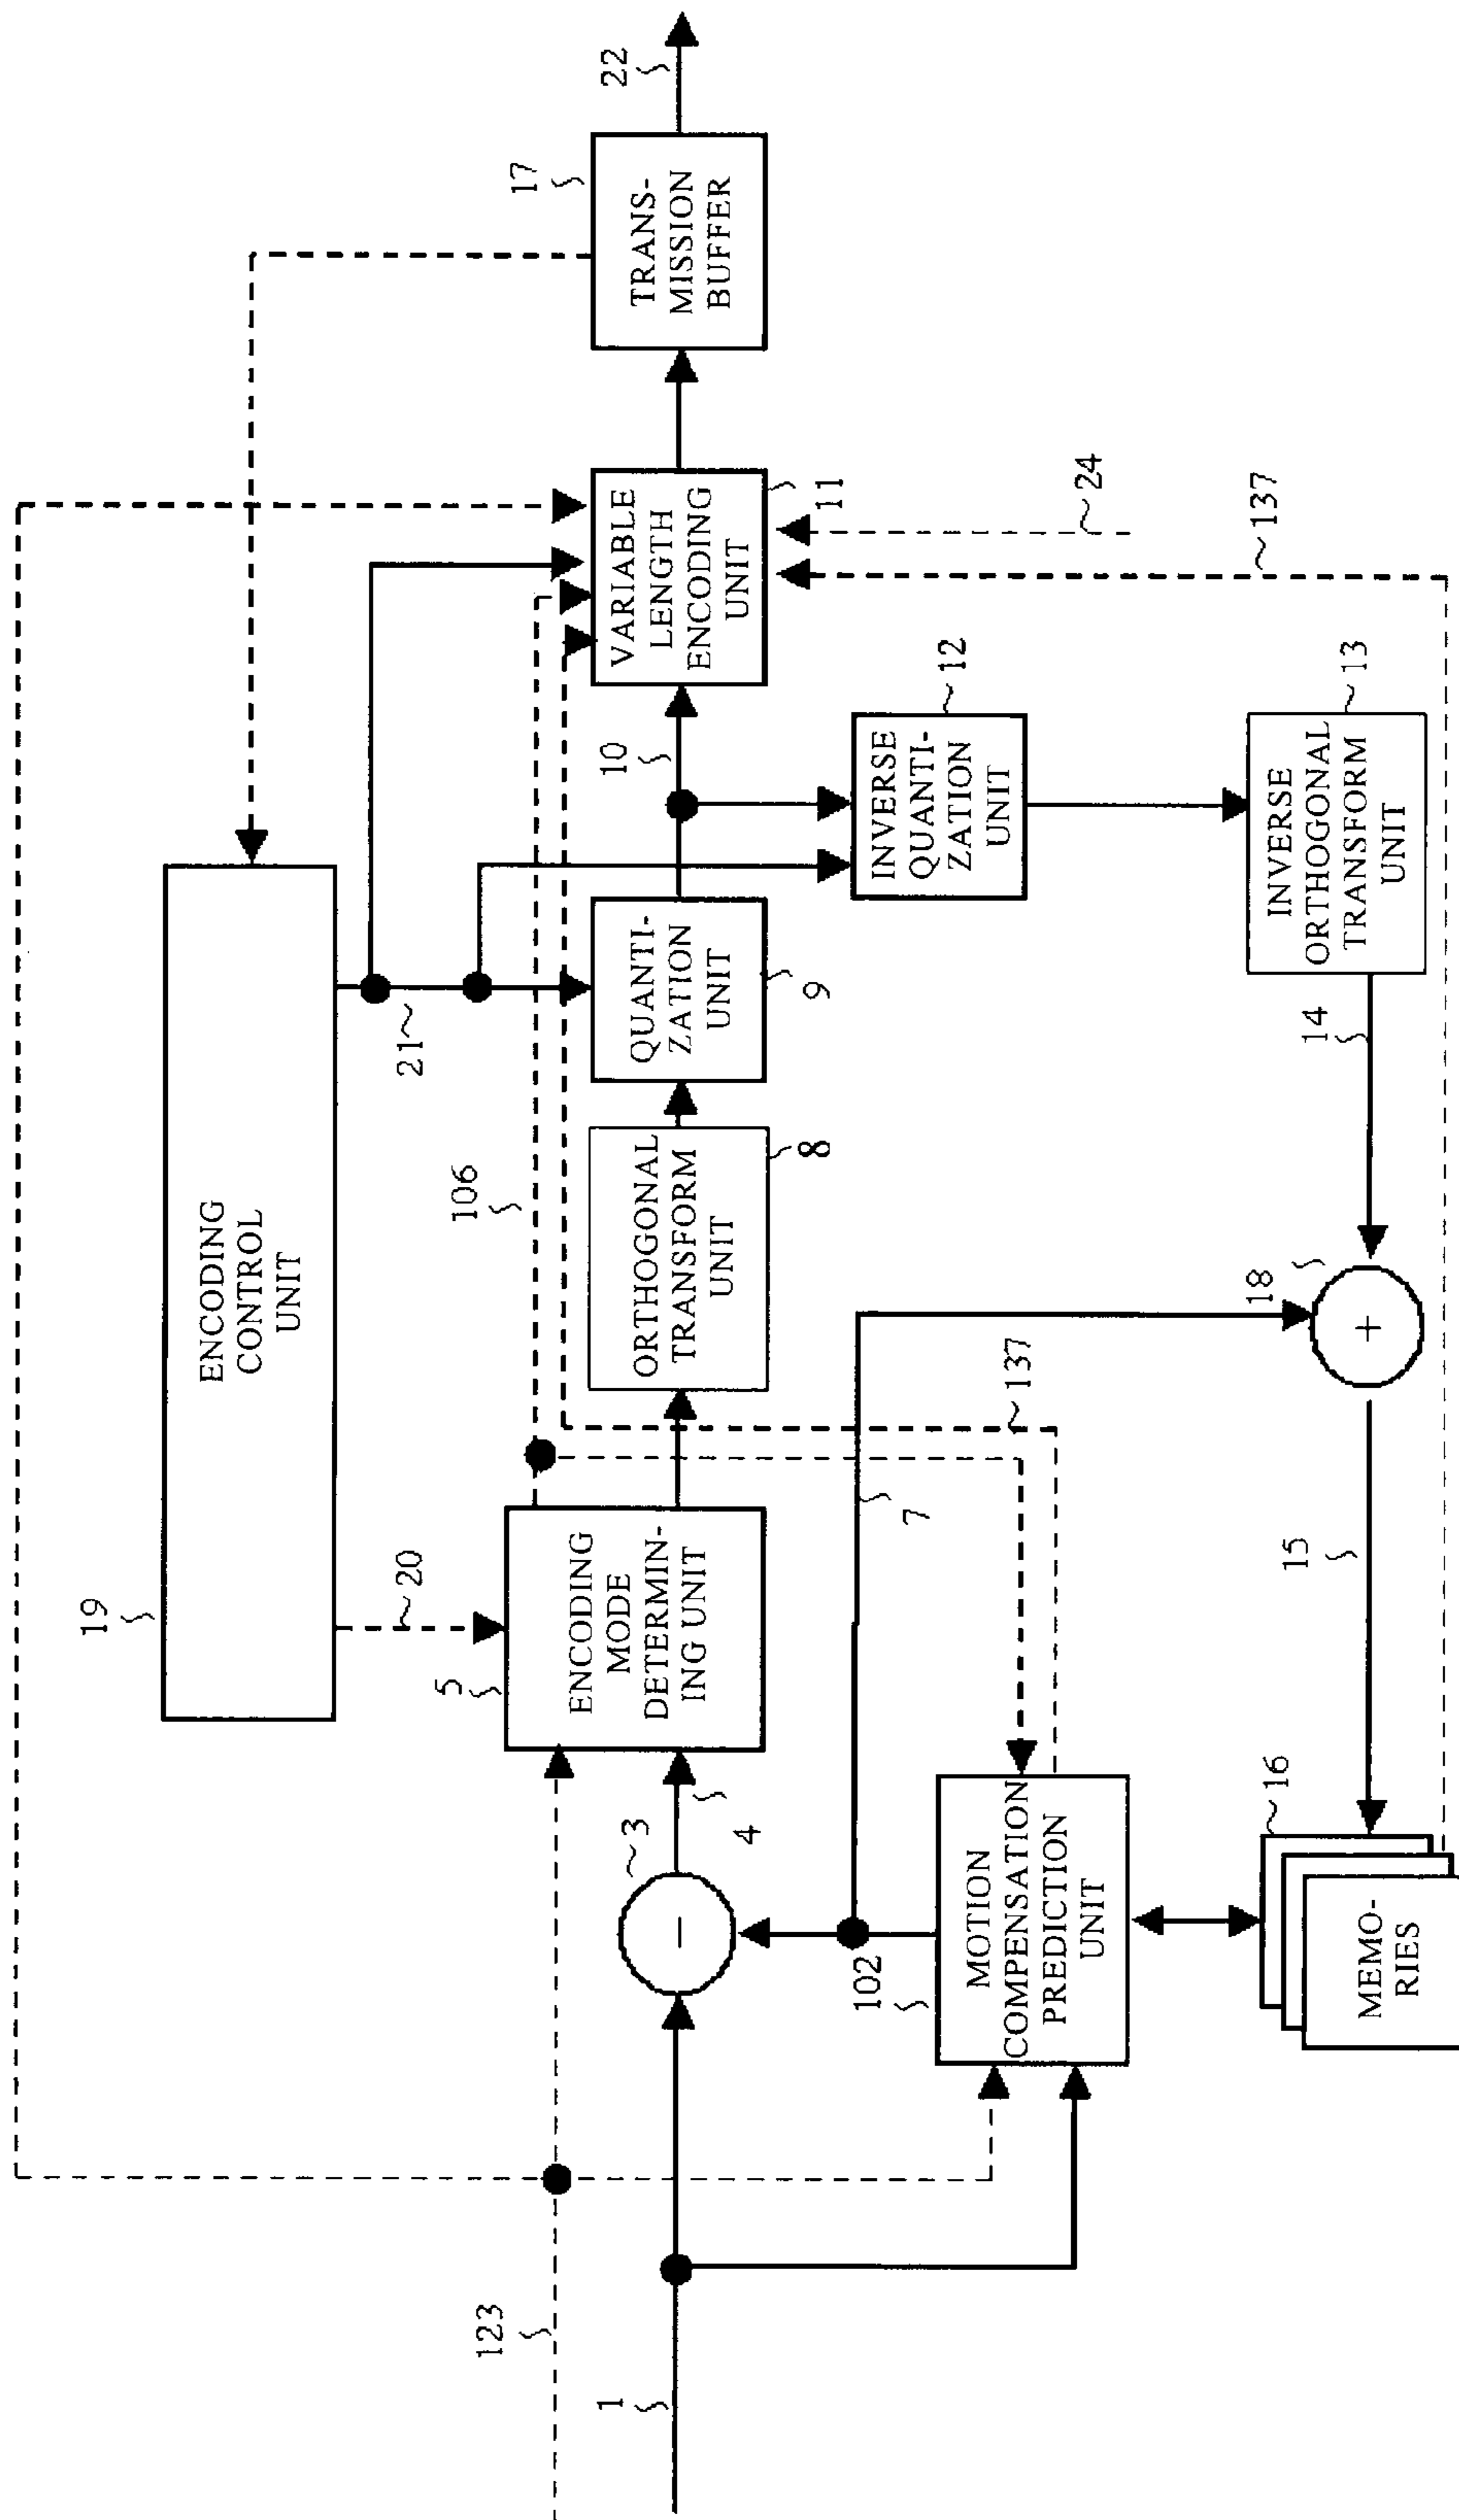 19
ENCODING
CONTROL
UNIT
17
22
TRANS-
MISSION
BUFFER
20
21
106
123
5
ENCODING
MODE
DETERMIN-
ING UNIT
ORTHOGONAL
TRANSFORM
UNIT
8
QUANTI-
ZATION
UNIT
9
10
VARIABLE
LENGTH
ENCODING
UNIT
11
1
3
−
4
7
137
24
137
102
MOTION
COMPENSATION
PREDICTION
UNIT
INVERSE
QUANTI-
ZATION
UNIT
12
16
MEMO-
RIES
15
18
+
14
INVERSE
ORTHOGONAL
TRANSFORM
UNIT
13